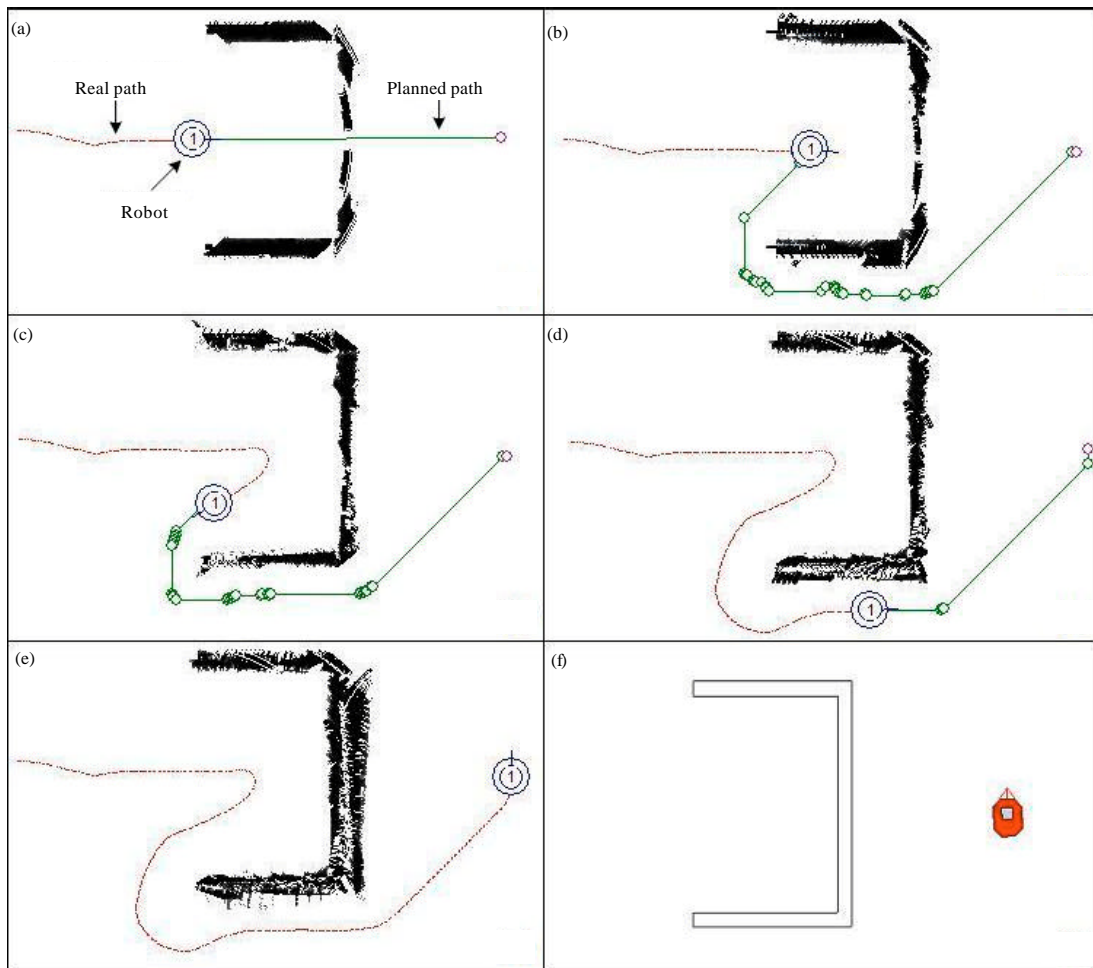 (a)
Real path
Planned path
1
Robot
(b)
1
(c)
1
(d)
1
(e)
1
(f)